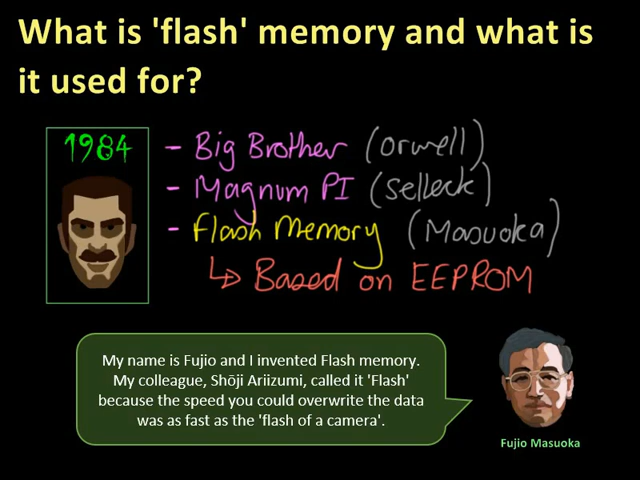 What is 'flash' memory and what is
it used for?
1984
- Big Brother (Orwell)
- Magnum PI (Selleck)
- Flash Memory (Masuoka)
↳ Based on EEPROM
My name is Fujio and I invented Flash memory.
My colleague, Shōji Ariizumi, called it 'Flash'
because the speed you could overwrite the data
was as fast as the 'flash of a camera'.
Fujio Masuoka